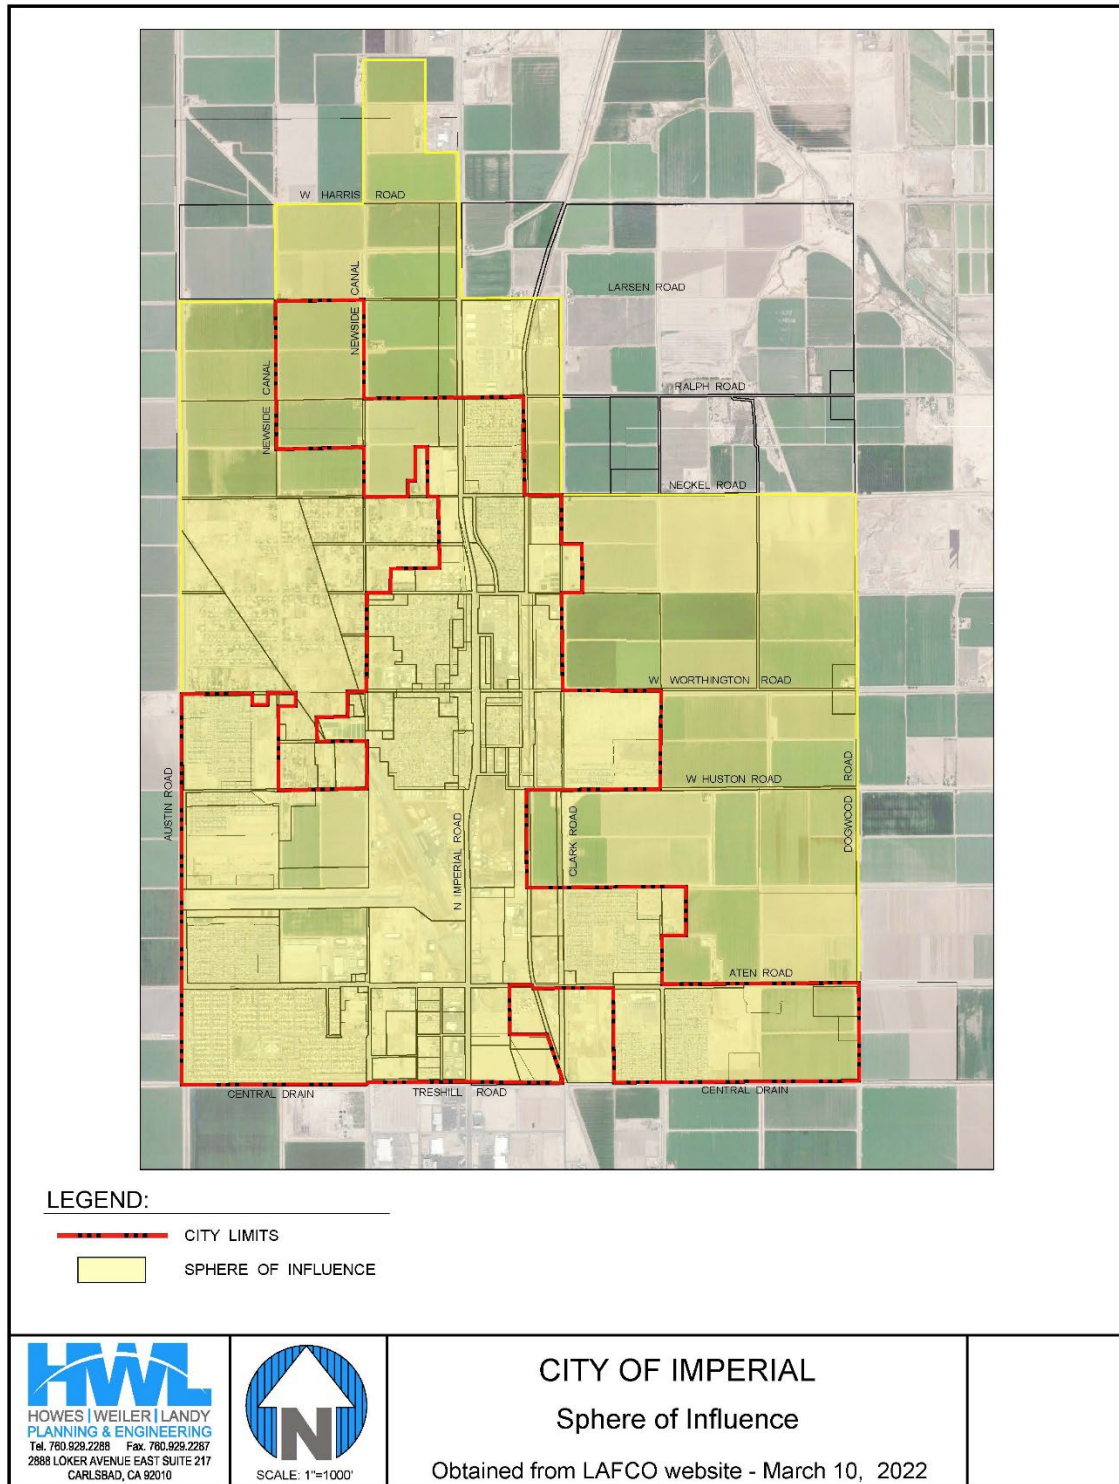 W HARRIS ROAD
NEWSIDE CANAL
LARSEN ROAD
NEWSIDE CANAL
RALPH ROAD
NECKEL ROAD
W WORTHINGTON ROAD
W HUSTON ROAD
AUSTIN ROAD
N IMPERIAL ROAD
CLARK ROAD
DOGWOOD ROAD
ATEN ROAD
CENTRAL DRAIN
TRESHILL ROAD
CENTRAL DRAIN
LEGEND:
CITY LIMITS
SPHERE OF INFLUENCE
HWL
HOWES | WEILER | LANDY
PLANNING & ENGINEERING
Tel. 760.929.2288 Fax. 760.929.2287
2888 LOKER AVENUE EAST SUITE 217
CARLSBAD, CA 92010
N
SCALE: 1"=1000'
CITY OF IMPERIAL
Sphere of Influence
Obtained from LAFCO website - March 10, 2022